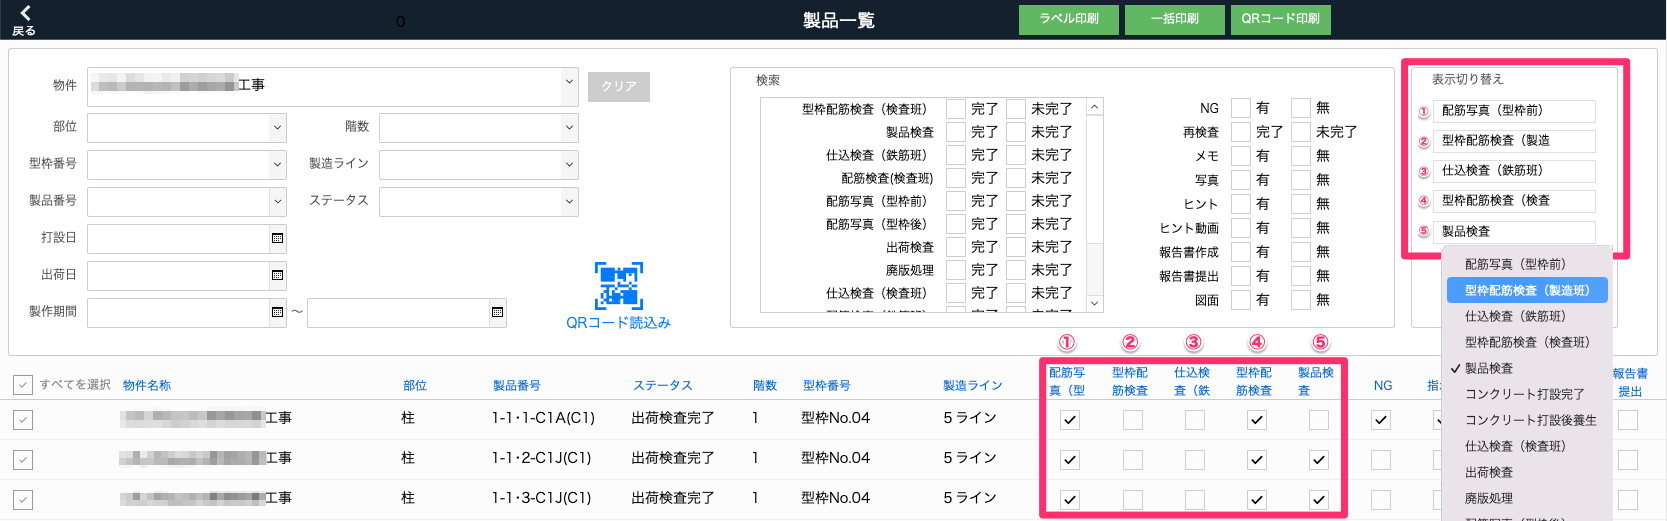 戻る
0
製品一覧
ラベル印刷
一括印刷
QRコード印刷
物件
工事
クリア
部位
階数
型枠番号
製造ライン
製品番号
ステータス
打設日
出荷日
製作期間
～
QRコード読込み
検索
型枠配筋検査（検査班） 完了 未完了
製品検査 完了 未完了
仕込検査（鉄筋班） 完了 未完了
配筋検査(検査班) 完了 未完了
配筋写真（型枠前） 完了 未完了
配筋写真（型枠後） 完了 未完了
出荷検査 完了 未完了
廃版処理 完了 未完了
仕込検査（検査班） 完了 未完了
NG 有 無
再検査 完了 未完了
メモ 有 無
写真 有 無
ヒント 有 無
ヒント動画 有 無
報告書作成 有 無
報告書提出 有 無
図面 有 無
表示切り替え
① 配筋写真（型枠前）
② 型枠配筋検査（製造
③ 仕込検査（鉄筋班）
④ 型枠配筋検査（検査
⑤ 製品検査
配筋写真（型枠前）
型枠配筋検査（製造班）
仕込検査（鉄筋班）
型枠配筋検査（検査班）
✓ 製品検査
コンクリート打設完了
コンクリート打設後養生
仕込検査（検査班）
出荷検査
廃版処理
① ② ③ ④ ⑤
すべてを選択 物件名称 部位 製品番号 ステータス 階数 型枠番号 製造ライン
配筋写
真（型
型枠配
筋検査
仕込検
査（鉄
型枠配
筋検査
製品検
査
NG
報告書
提出
工事 柱 1-1･1-C1A(C1) 出荷検査完了 1 型枠No.04 5ライン
工事 柱 1-1･2-C1J(C1) 出荷検査完了 1 型枠No.04 5ライン
工事 柱 1-1･3-C1J(C1) 出荷検査完了 1 型枠No.04 5ライン